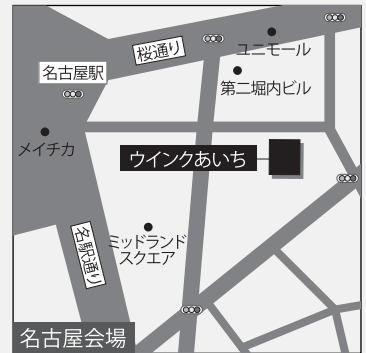 桜通り
ユニモール
名古屋駅
第二堀内ビル
メイチカ
ウインクあいち
名駅通り
ミッドランド
スクエア
名古屋会場